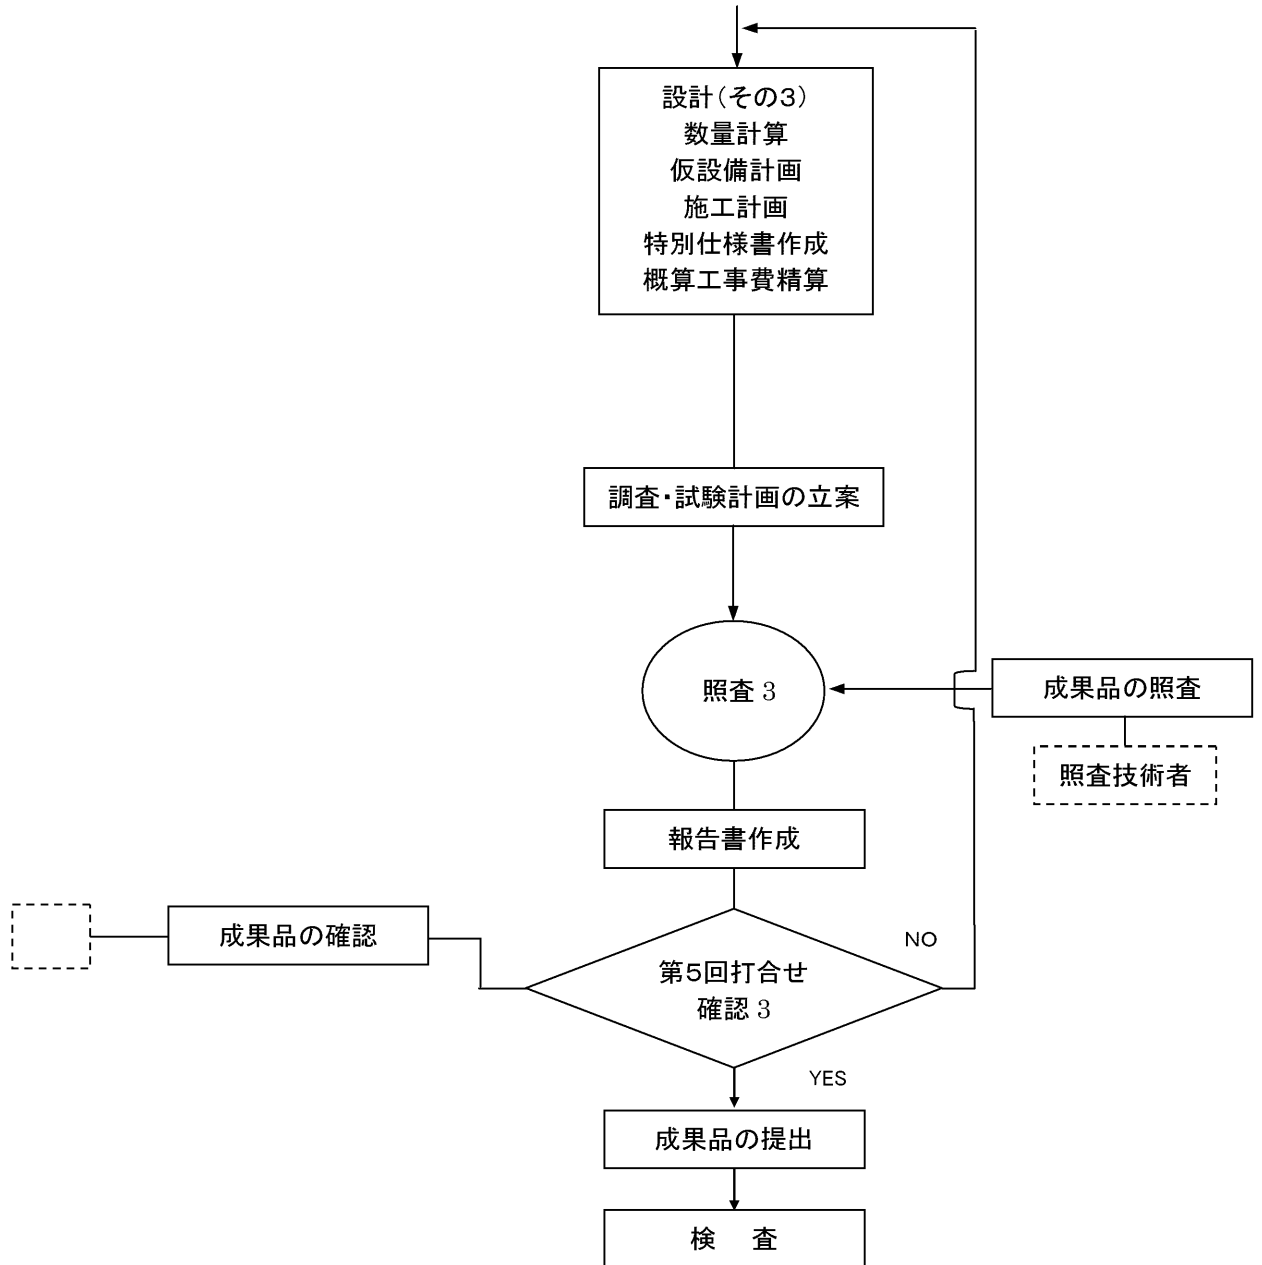 設計（その３）
数量計算
仮設備計画
施工計画
特別仕様書作成
概算工事費精算
調査・試験計画の立案
照査３
成果品の照査
照査技術者
報告書作成
成果品の確認
NO
第５回打合せ
確認３
YES
成果品の提出
検　査